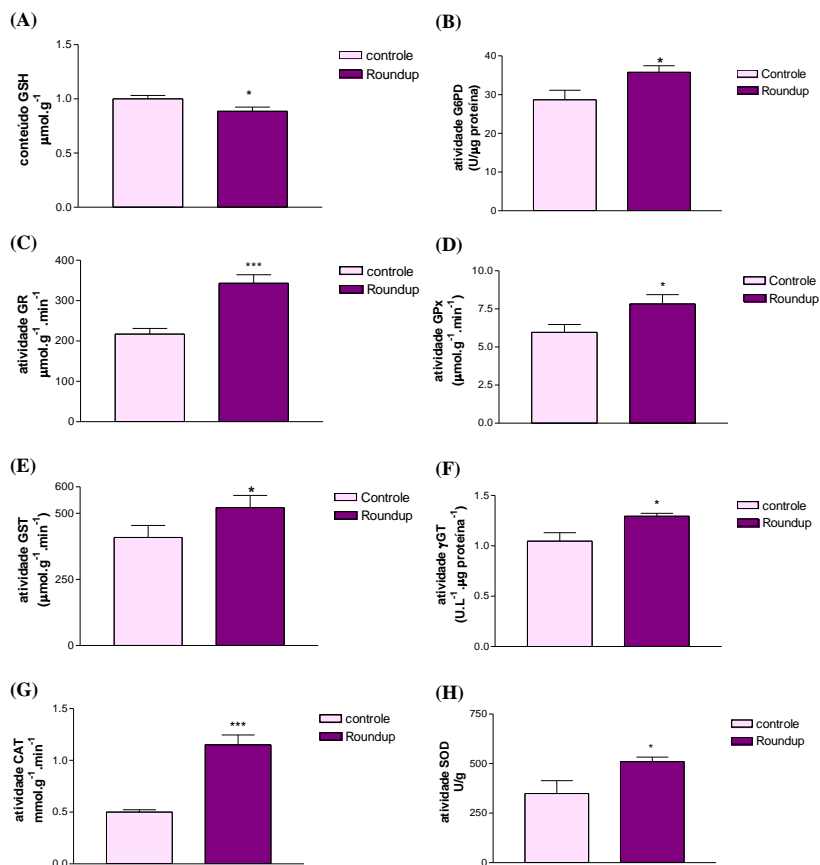 (A)
conteúdo GSH
µmol.g⁻¹
1.5
1.0
0.5
0.0
*
controle
Roundup
(B)
atividade G6PD
(U/µg proteína)
40
30
20
10
0
*
Controle
Roundup
(C)
atividade GR
µmol.g⁻¹.min⁻¹
400
300
200
100
0
***
controle
Roundup
(D)
atividade GPx
(µmol.g⁻¹.min⁻¹)
10.0
7.5
5.0
2.5
0.0
*
Controle
Roundup
(E)
atividade GST
(µmol.g⁻¹.min⁻¹)
600
500
250
0
*
Controle
Roundup
(F)
atividade γGT
(U.L⁻¹.µg proteína⁻¹)
1.5
1.0
0.5
0.0
*
controle
Roundup
(G)
atividade CAT
mmol.g⁻¹.min⁻¹
1.5
1.0
0.5
0.0
***
controle
Roundup
(H)
atividade SOD
U/g
750
500
250
0
*
controle
Roundup